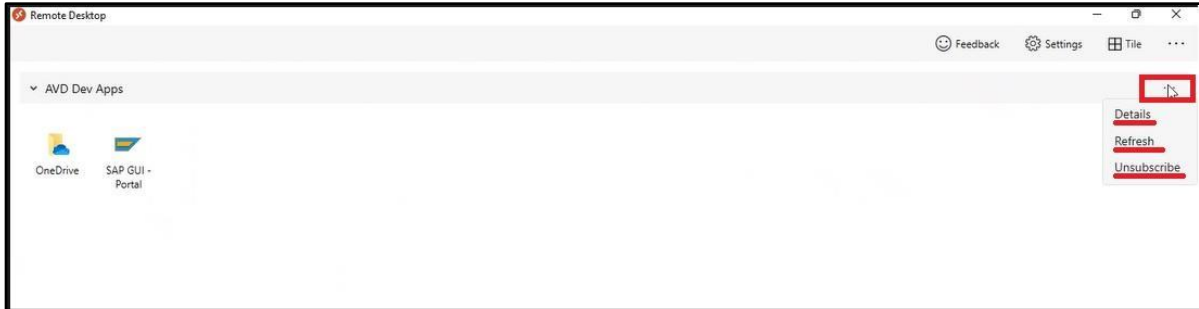 Remote Desktop
Feedback Settings Tile
AVD Dev Apps
Details
Refresh
Unsubscribe
OneDrive
SAP GUI -
Portal